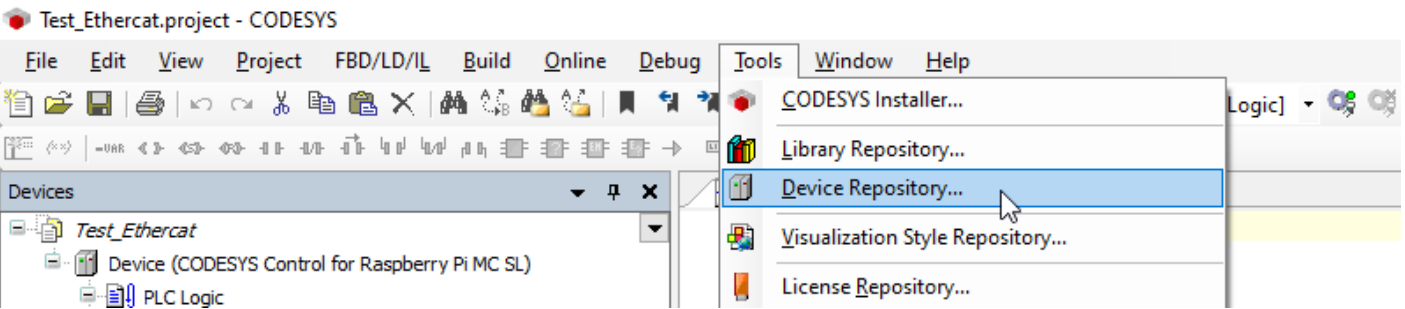 Test_Ethercat.project - CODESYS
File Edit View Project FBD/LD/IL Build Online Debug Tools Window Help
CODESYS Installer...
Logic]
Library Repository...
Devices
Device Repository...
Test_Ethercat
Visualization Style Repository...
Device (CODESYS Control for Raspberry Pi MC SL)
License Repository...
PLC Logic